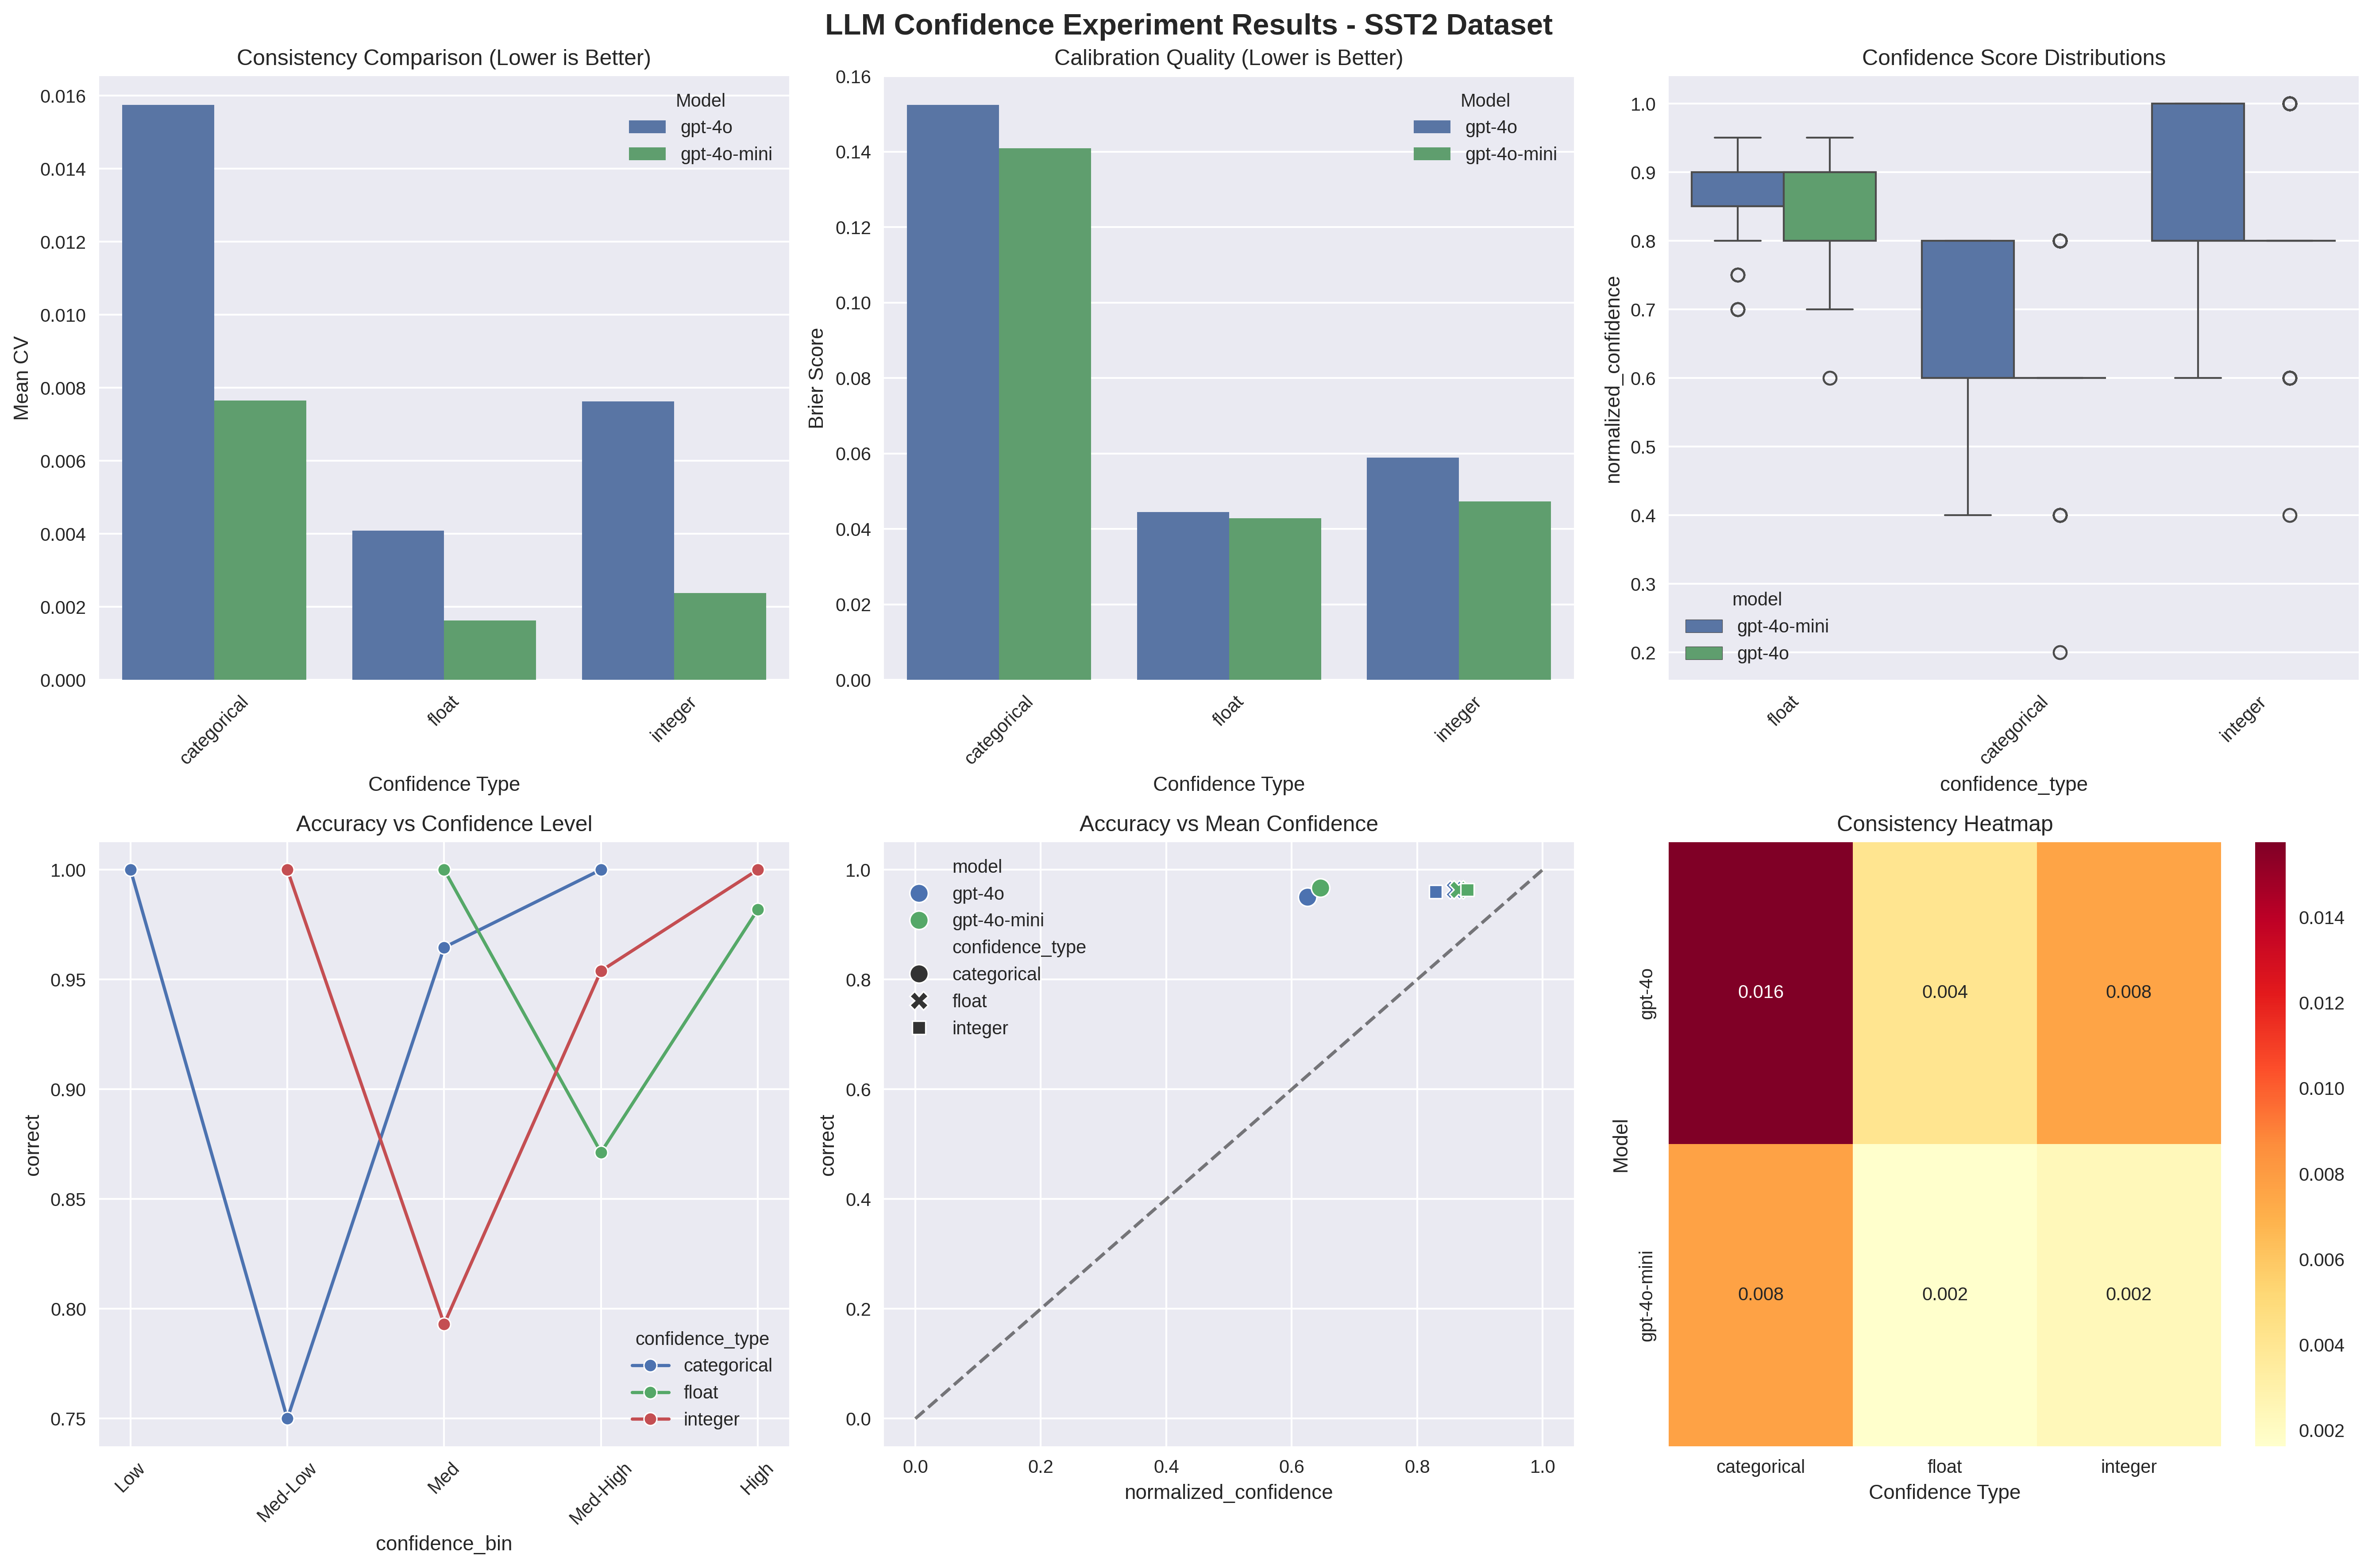 LLM Confidence Experiment Results - SST2 Dataset
Consistency Comparison (Lower is Better)
Mean CV
0.016
0.014
0.012
0.010
0.008
0.006
0.004
0.002
0.000
Model
gpt-4o
gpt-4o-mini
categorical
float
integer
Confidence Type
Calibration Quality (Lower is Better)
Brier Score
0.16
0.14
0.12
0.10
0.08
0.06
0.04
0.02
0.00
Model
gpt-4o
gpt-4o-mini
categorical
float
integer
Confidence Type
Confidence Score Distributions
normalized_confidence
1.0
0.9
0.8
0.7
0.6
0.5
0.4
0.3
0.2
model
gpt-4o-mini
gpt-4o
float
categorical
integer
confidence_type
Accuracy vs Confidence Level
correct
1.00
0.95
0.90
0.85
0.80
0.75
confidence_type
categorical
float
integer
Low
Med-Low
Med
Med-High
High
confidence_bin
Accuracy vs Mean Confidence
correct
1.0
0.8
0.6
0.4
0.2
0.0
model
gpt-4o
gpt-4o-mini
confidence_type
categorical
float
integer
0.0 0.2 0.4 0.6 0.8 1.0
normalized_confidence
Consistency Heatmap
Model
gpt-4o
gpt-4o-mini
0.016 0.004 0.008
0.008 0.002 0.002
categorical float integer
Confidence Type
0.014
0.012
0.010
0.008
0.006
0.004
0.002